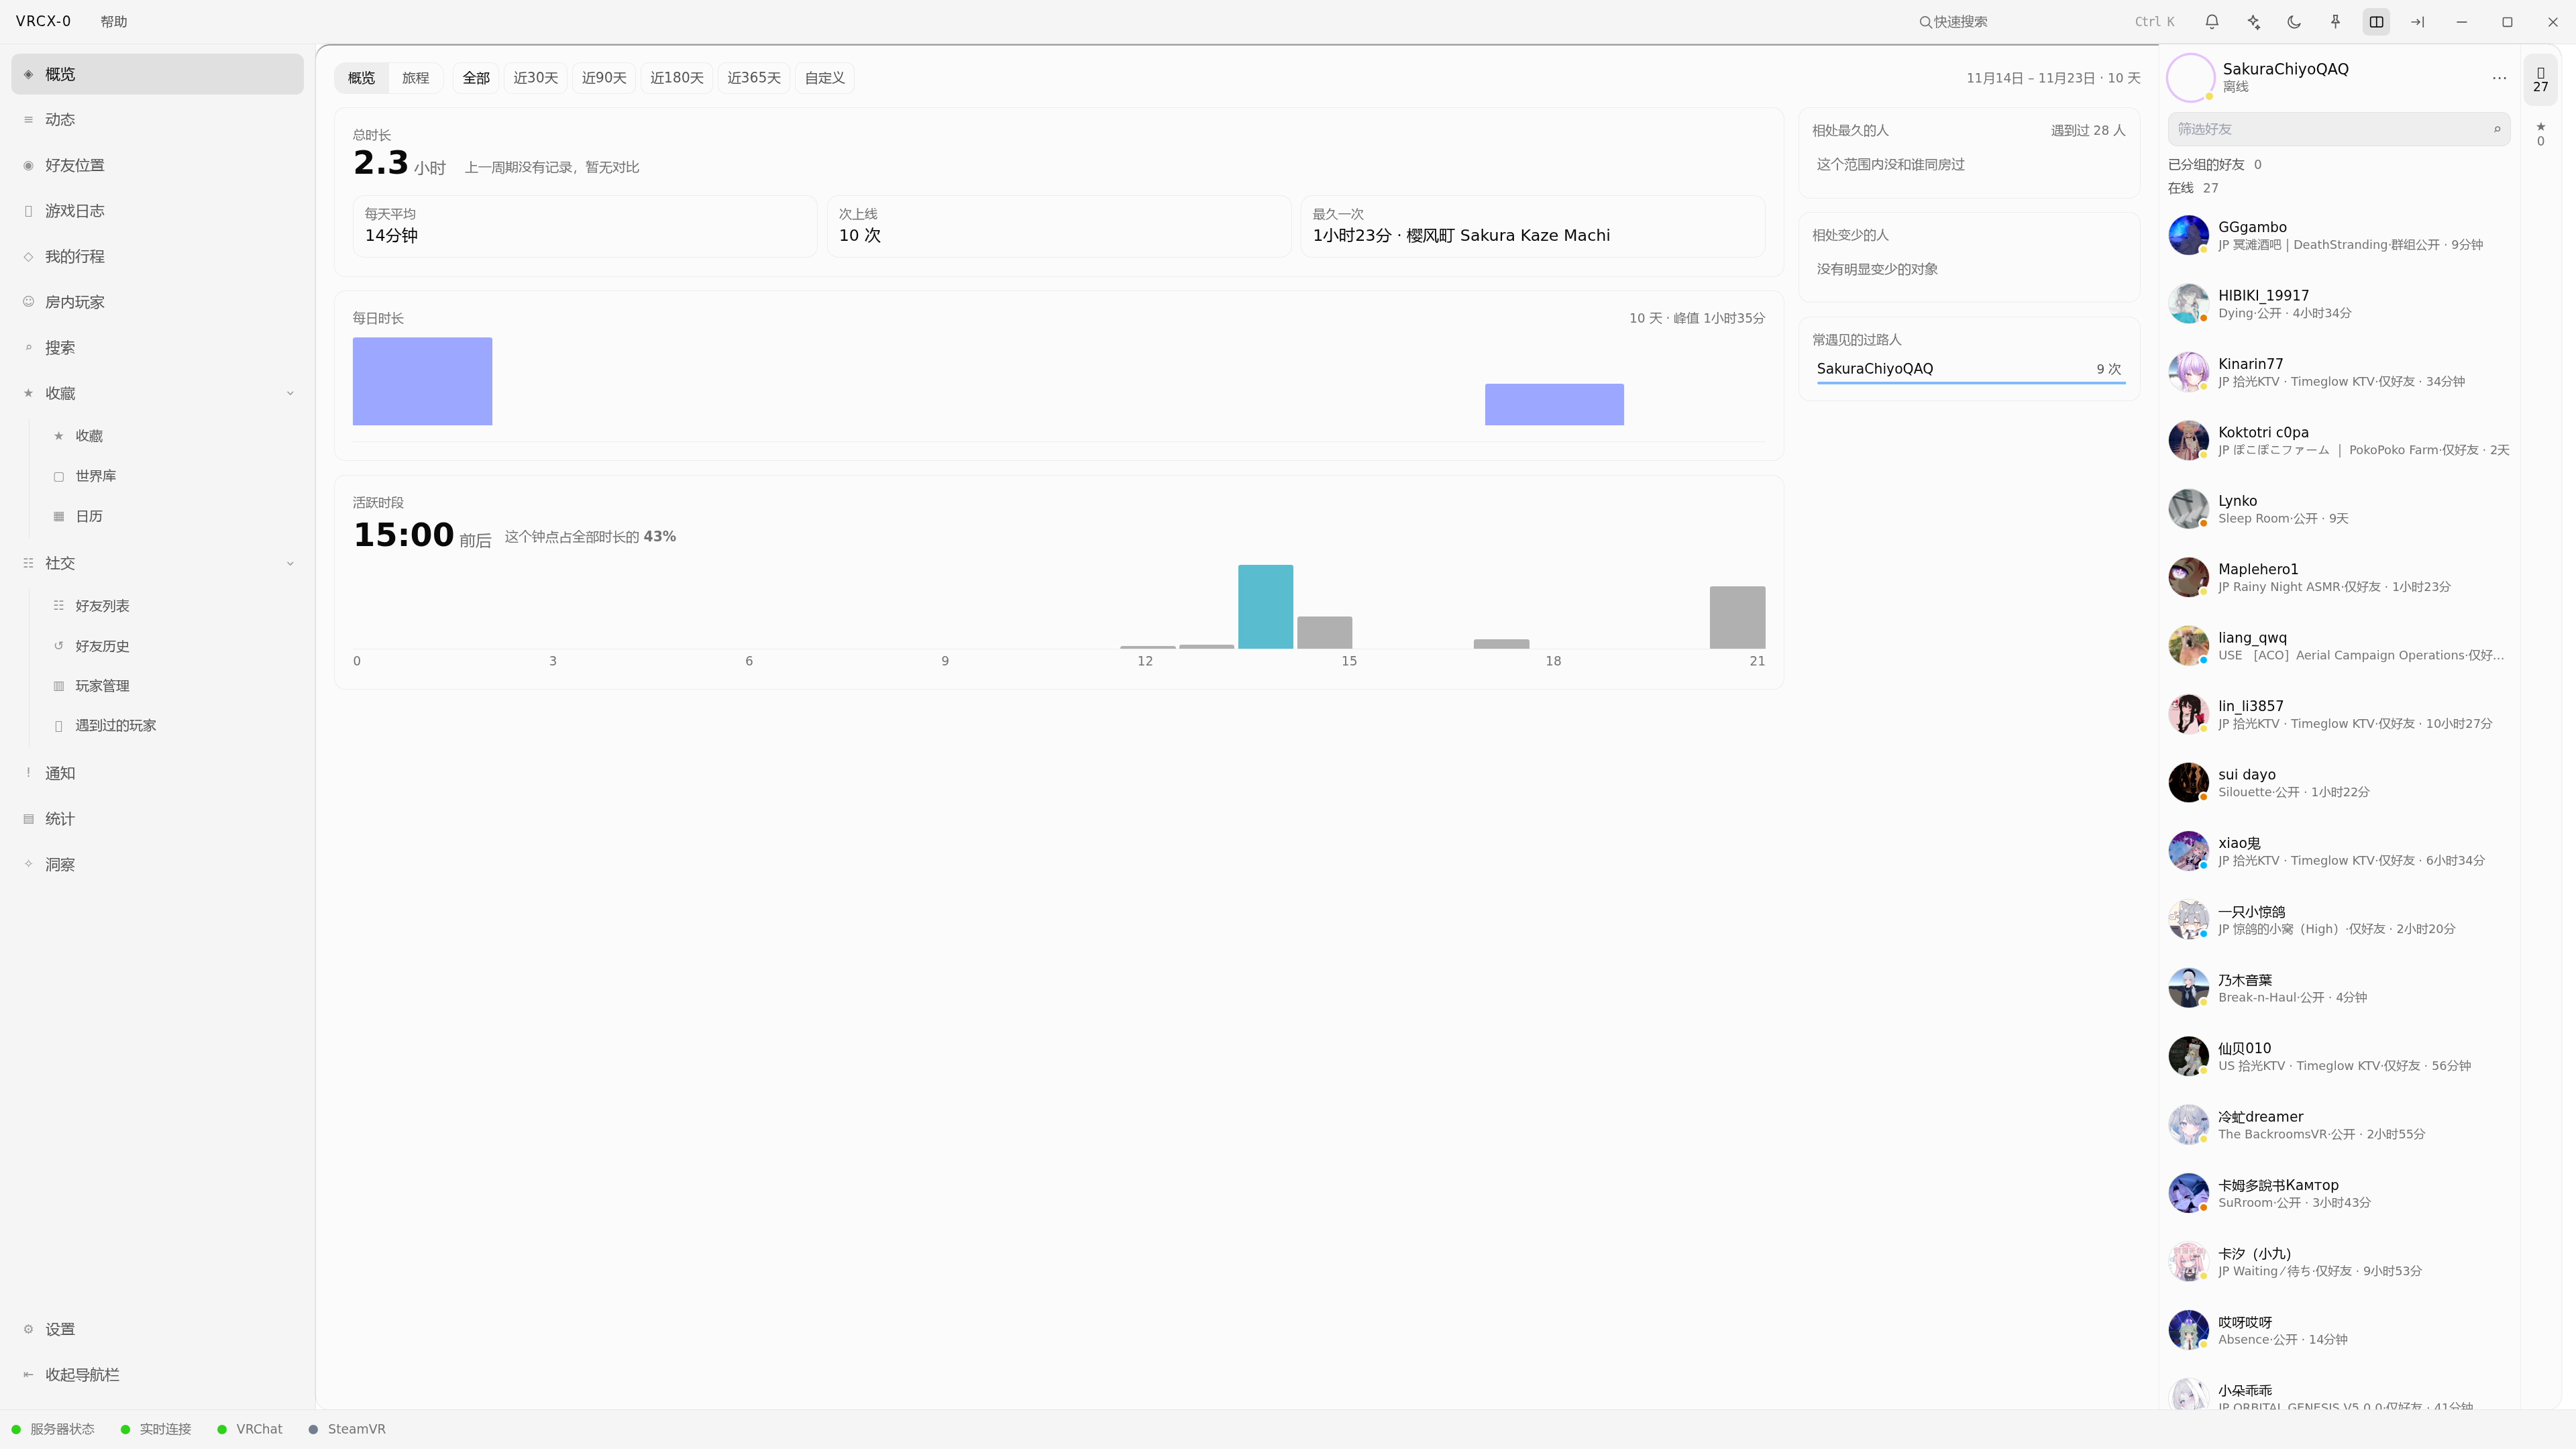 VRCX-0 帮助 快速搜索 Ctrl K
概览
动态
好友位置
游戏日志
我的行程
房内玩家
搜索
收藏
收藏
世界库
日历
社交
好友列表
好友历史
玩家管理
遇到过的玩家
通知
统计
洞察
设置
收起导航栏
概览 旅程 全部 近30天 近90天 近180天 近365天 自定义 11月14日 – 11月23日 · 10 天
总时长
2.3 小时 上一周期没有记录，暂无对比
每天平均
14分钟
次上线
10 次
最久一次
1小时23分 · 樱风町 Sakura Kaze Machi
每日时长 10 天 · 峰值 1小时35分
活跃时段
15:00 前后 这个钟点占全部时长的 43%
0 3 6 9 12 15 18 21
相处最久的人 遇到过 28 人
这个范围内没和谁同房过
相处变少的人
没有明显变少的对象
常遇见的过路人
SakuraChiyoQAQ 9 次
SakuraChiyoQAQ
离线
27
0
筛选好友
已分组的好友 0
在线 27
GGgambo
JP 冥滩酒吧 | DeathStranding·群组公开 · 9分钟
HIBIKI_19917
Dying·公开 · 4小时34分
Kinarin77
JP 拾光KTV · Timeglow KTV·仅好友 · 34分钟
Koktotri c0pa
JP ぽこぽこファーム ｜ PokoPoko Farm·仅好友 · 2天
Lynko
Sleep Room·公开 · 9天
Maplehero1
JP Rainy Night ASMR·仅好友 · 1小时23分
liang_qwq
USE ［ACO］Aerial Campaign Operations·仅好…
lin_li3857
JP 拾光KTV · Timeglow KTV·仅好友 · 10小时27分
sui dayo
Silouette·公开 · 1小时22分
xiao鬼
JP 拾光KTV · Timeglow KTV·仅好友 · 6小时34分
一只小惊鸽
JP 惊鸽的小窝（High）·仅好友 · 2小时20分
乃木音葉
Break-n-Haul·公开 · 4分钟
仙贝010
US 拾光KTV · Timeglow KTV·仅好友 · 56分钟
冷虻dreamer
The BackroomsVR·公开 · 2小时55分
卡姆多說书Камтор
SuRroom·公开 · 3小时43分
卡汐（小九）
JP Waiting ⁄ 待ち·仅好友 · 9小时53分
哎呀哎呀
Absence·公开 · 14分钟
小朵乖乖
JP ORBITAL GENESIS V5.0.0·仅好友 · 41分钟
服务器状态 实时连接 VRChat SteamVR